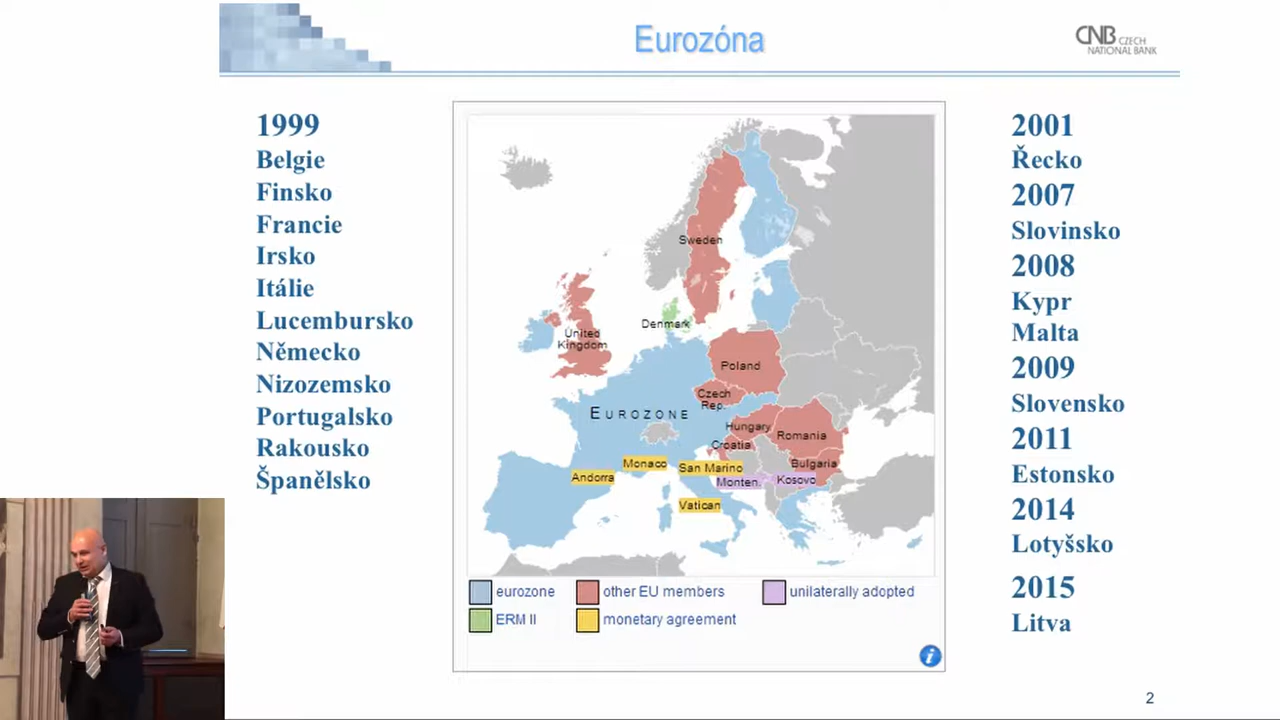 Eurozóna
CNB CZECH
NATIONAL BANK
1999
Belgie
Finsko
Francie
Irsko
Itálie
Lucembursko
Německo
Nizozemsko
Portugalsko
Rakousko
Španělsko
Sweden
Denmark
United
Kingdom
Poland
Czech
Rep.
EUROZONE
Hungary
Romania
Croatia
Monaco
San Marino
Bulgaria
Andorra
Monten.
Kosovo
Vatican
eurozone
other EU members
unilaterally adopted
ERM II
monetary agreement
i
2001
Řecko
2007
Slovinsko
2008
Kypr
Malta
2009
Slovensko
2011
Estonsko
2014
Lotyšsko
2015
Litva
2